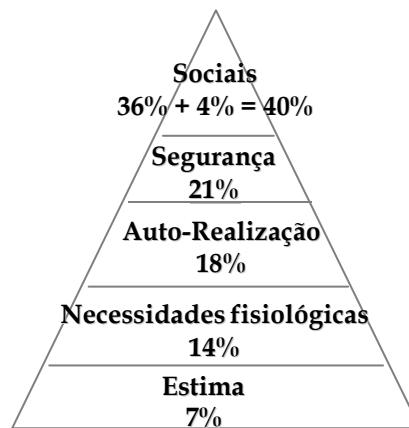 Sociais
36% + 4% = 40%
Segurança
21%
Auto-Realização
18%
Necessidades fisiológicas
14%
Estima
7%